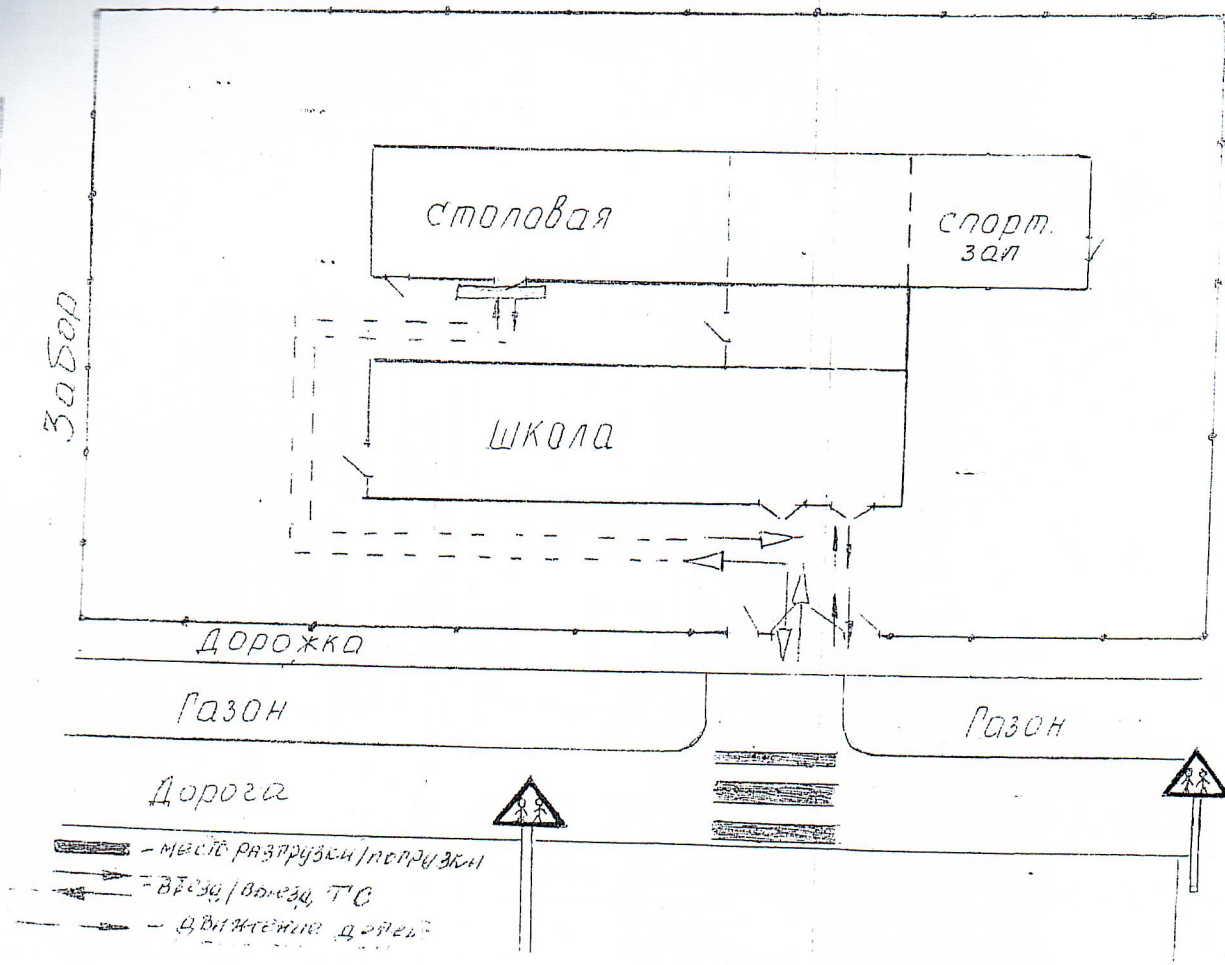 столовая
спорт.
зал
Забор
школа
дорожка
Газон
Газон
Дорога
- место разгрузки/погрузки
- въезд/выезд ТС
- движение детей